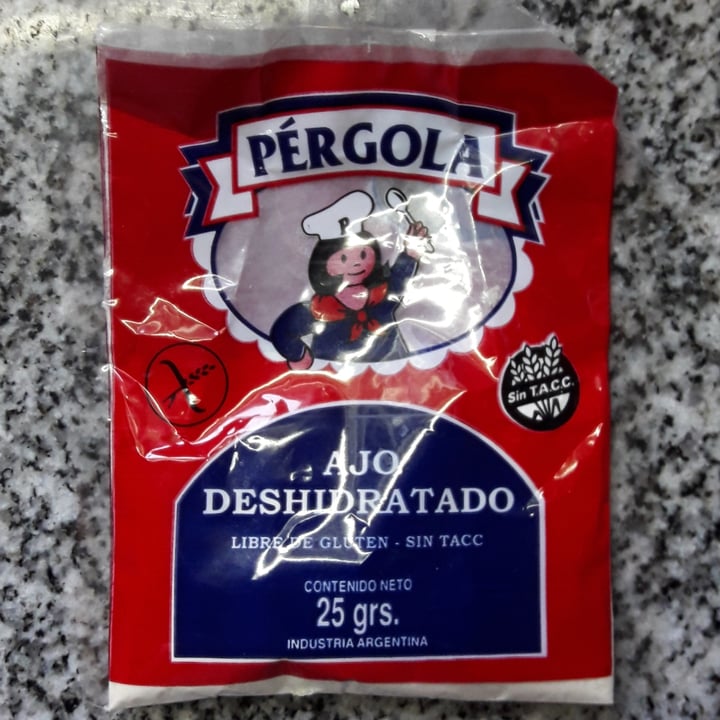 PÉRGOLA
P
Sin T.A.C.C.
AJO
DESHIDRATADO
LIBRE DE GLUTEN - SIN TACC
CONTENIDO NETO
25 grs.
INDUSTRIA ARGENTINA